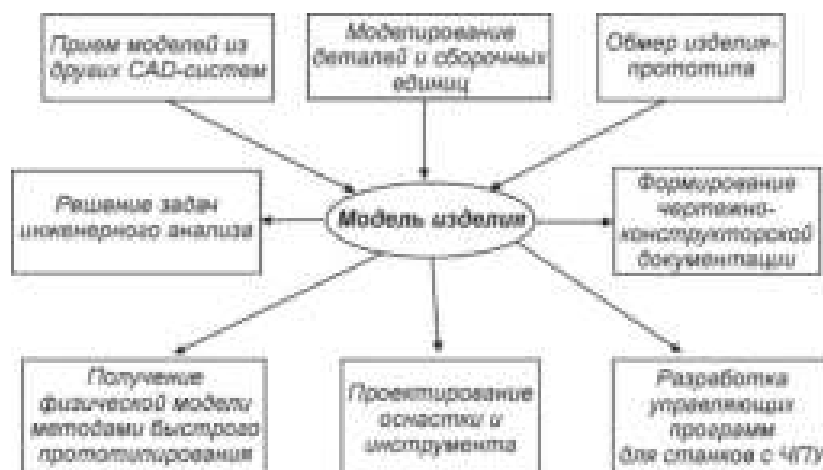 Прием моделей из
других CAD-систем
Моделирование
деталей и сборочных
единиц
Обмер изделия-
прототипа
Решение задач
инженерного анализа
Модель изделия
Формирование
чертежно-
конструкторской
документации
Получение
физической модели
методами быстрого
прототипирования
Проектирование
оснастки и
инструмента
Разработка
управляющих
программ
для станков с ЧПУ